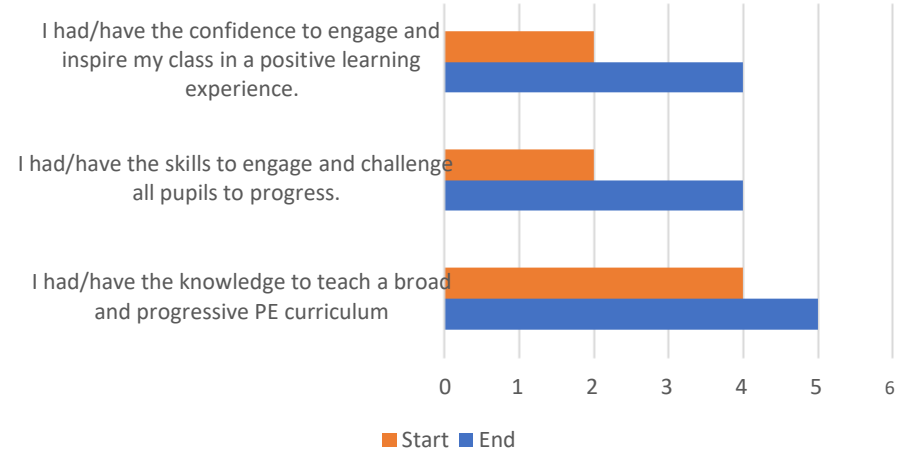 I had/have the confidence to engage and
inspire my class in a positive learning
experience.
I had/have the skills to engage and challenge
all pupils to progress.
I had/have the knowledge to teach a broad
and progressive PE curriculum
0 1 2 3 4 5 6
Start End